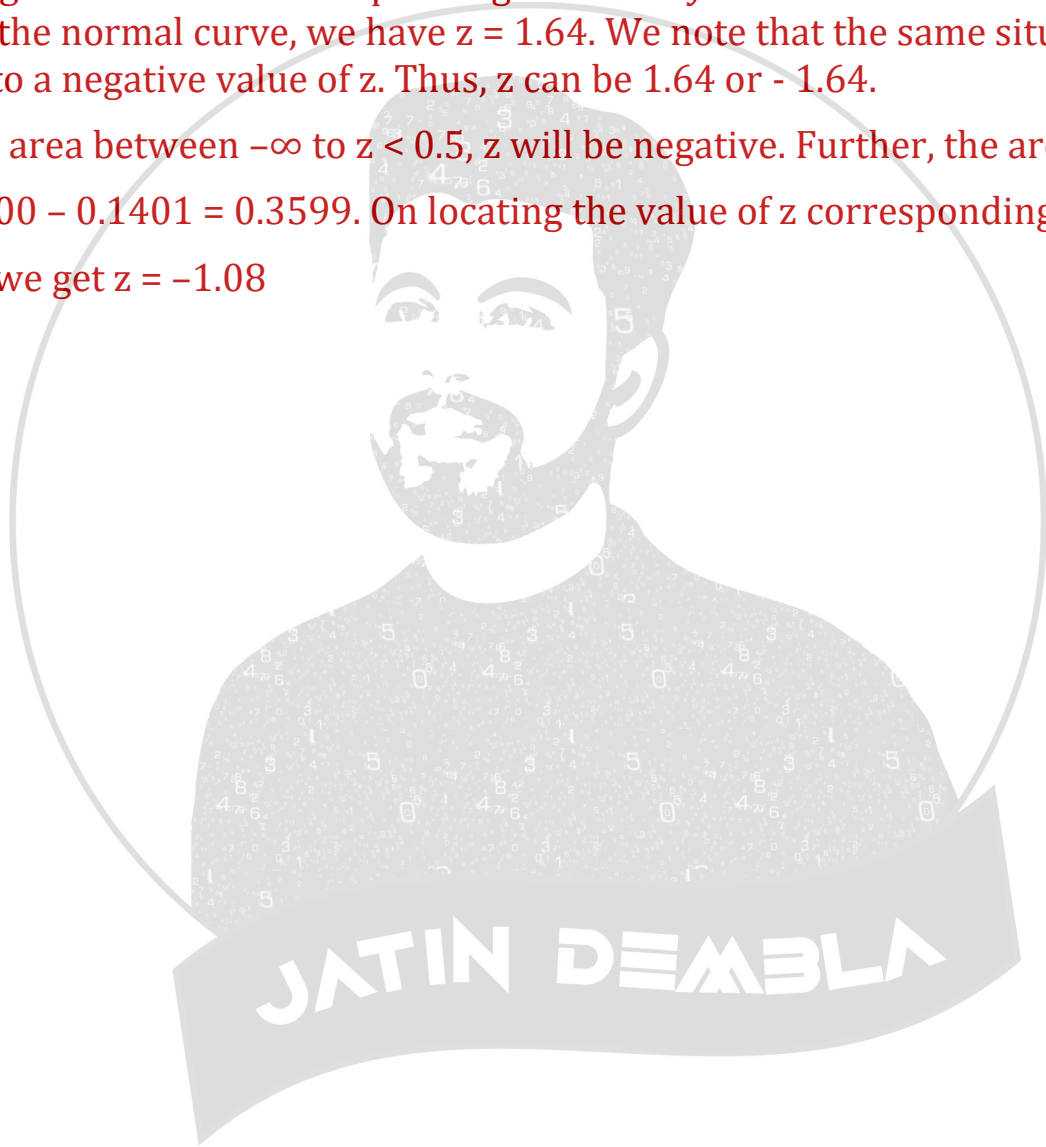 the normal curve, we have z = 1.64. We note that the same situ
to a negative value of z. Thus, z can be 1.64 or - 1.64.
area between –∞ to z < 0.5, z will be negative. Further, the are
00 – 0.1401 = 0.3599. On locating the value of z corresponding
we get z = –1.08
JATIN DEMBLA